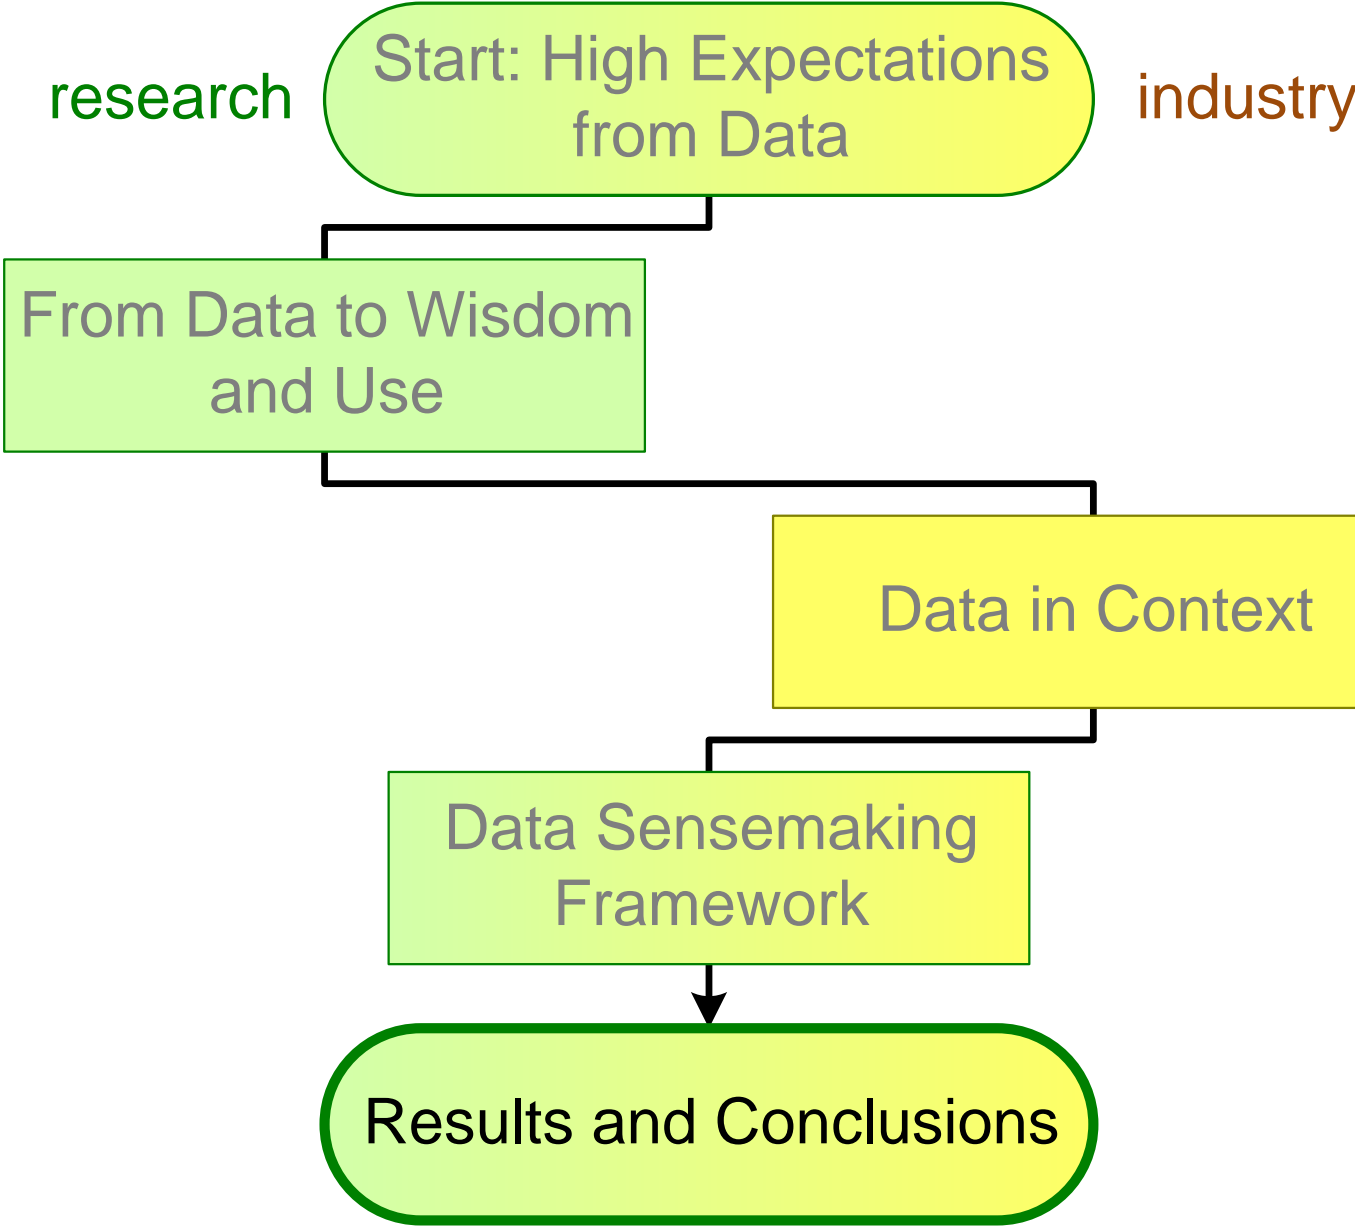 research
Start: High Expectations
from Data
industry
From Data to Wisdom
and Use
Data in Context
Data Sensemaking
Framework
Results and Conclusions